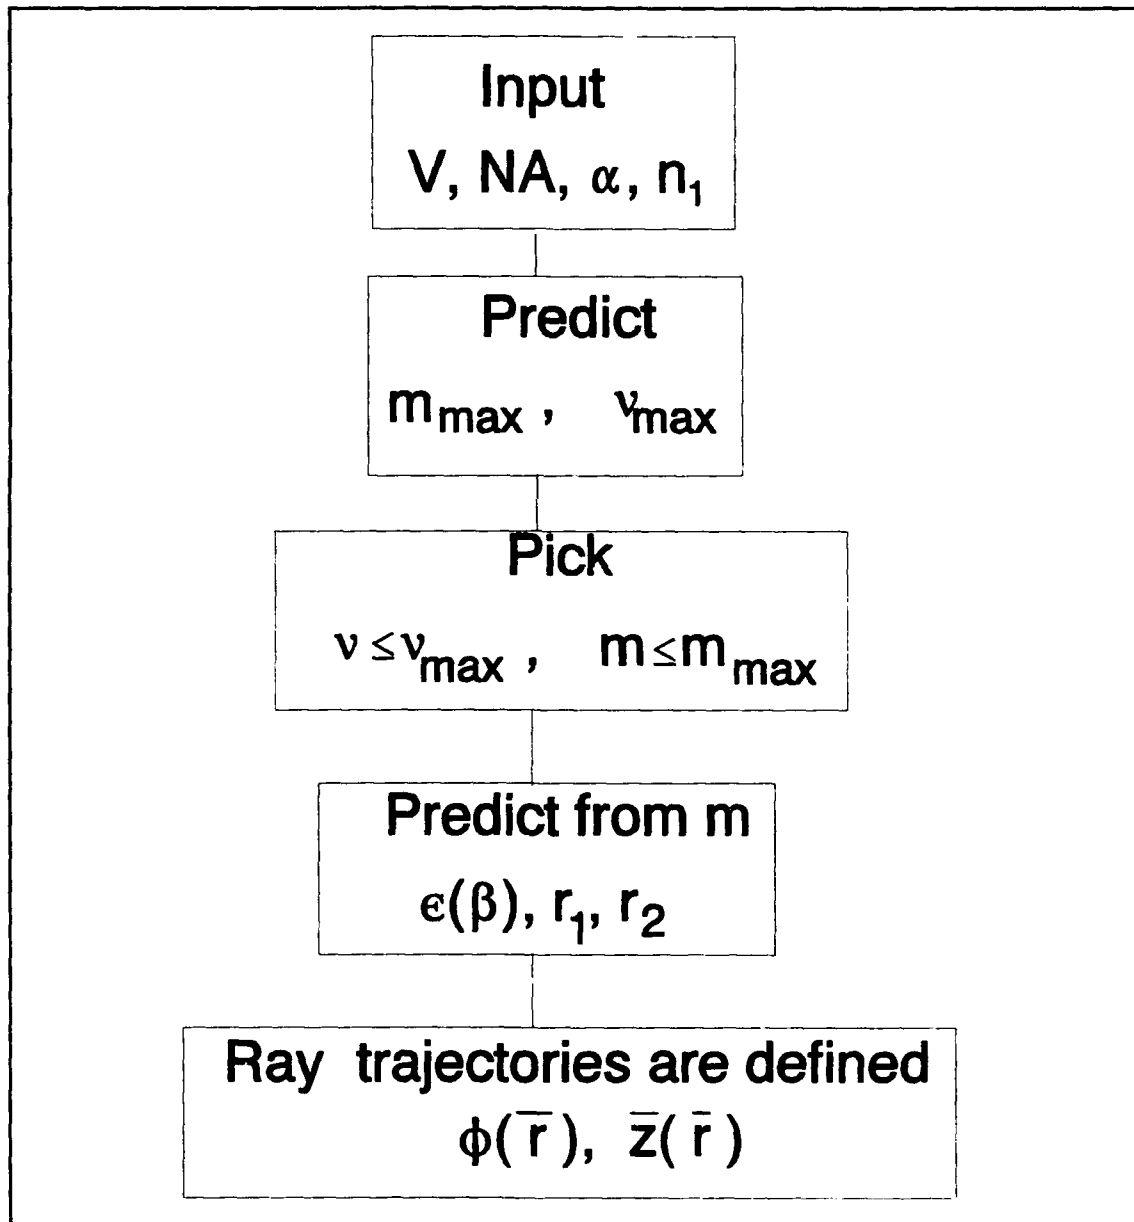 Input
V, NA, α, n₁
Predict
m_max , ν_max
Pick
ν ≤ ν_max , m ≤ m_max
Predict from m
ϵ(β), r₁, r₂
Ray trajectories are defined
ϕ(r̅), z̅(r̅)